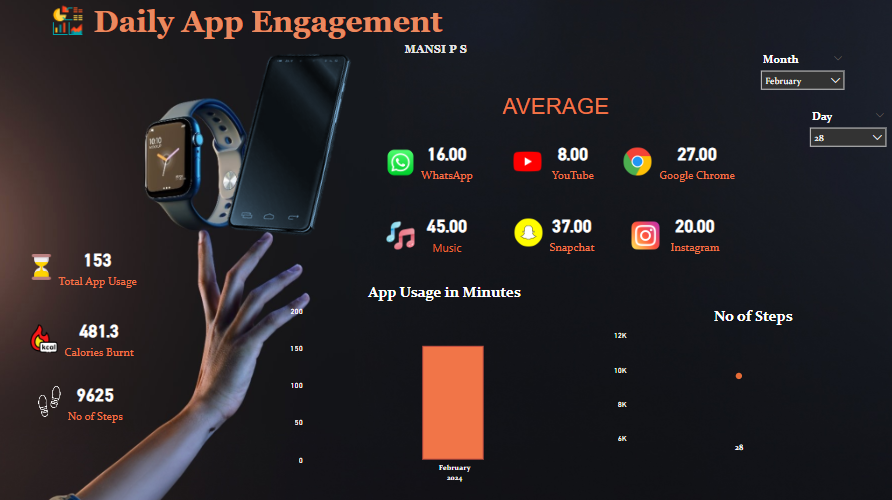 Daily App Engagement
MANSI P S
Month
February
Day
28
AVERAGE
16.00
WhatsApp
8.00
YouTube
27.00
Google Chrome
45.00
Music
37.00
Snapchat
20.00
Instagram
10:10
153
Total App Usage
481.3
Calories Burnt
kcal
9625
No of Steps
App Usage in Minutes
200
150
100
50
0
February
2024
No of Steps
12K
10K
8K
6K
28